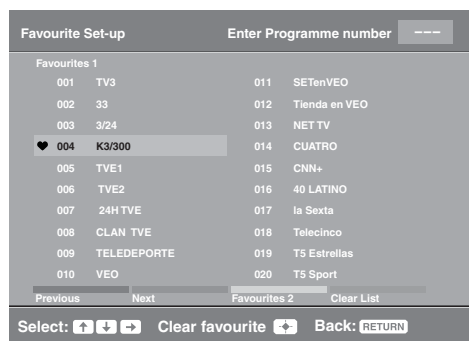 Favourite Set-up Enter Programme number ---
Favourites 1
001 TV3 011 SETenVEO
002 33 012 Tienda en VEO
003 3/24 013 NET TV
004 K3/300 014 CUATRO
005 TVE1 015 CNN+
006 TVE2 016 40 LATINO
007 24H TVE 017 la Sexta
008 CLAN TVE 018 Telecinco
009 TELEDEPORTE 019 T5 Estrellas
010 VEO 020 T5 Sport
Previous Next Favourites 2 Clear List
Select: Clear favourite Back: RETURN